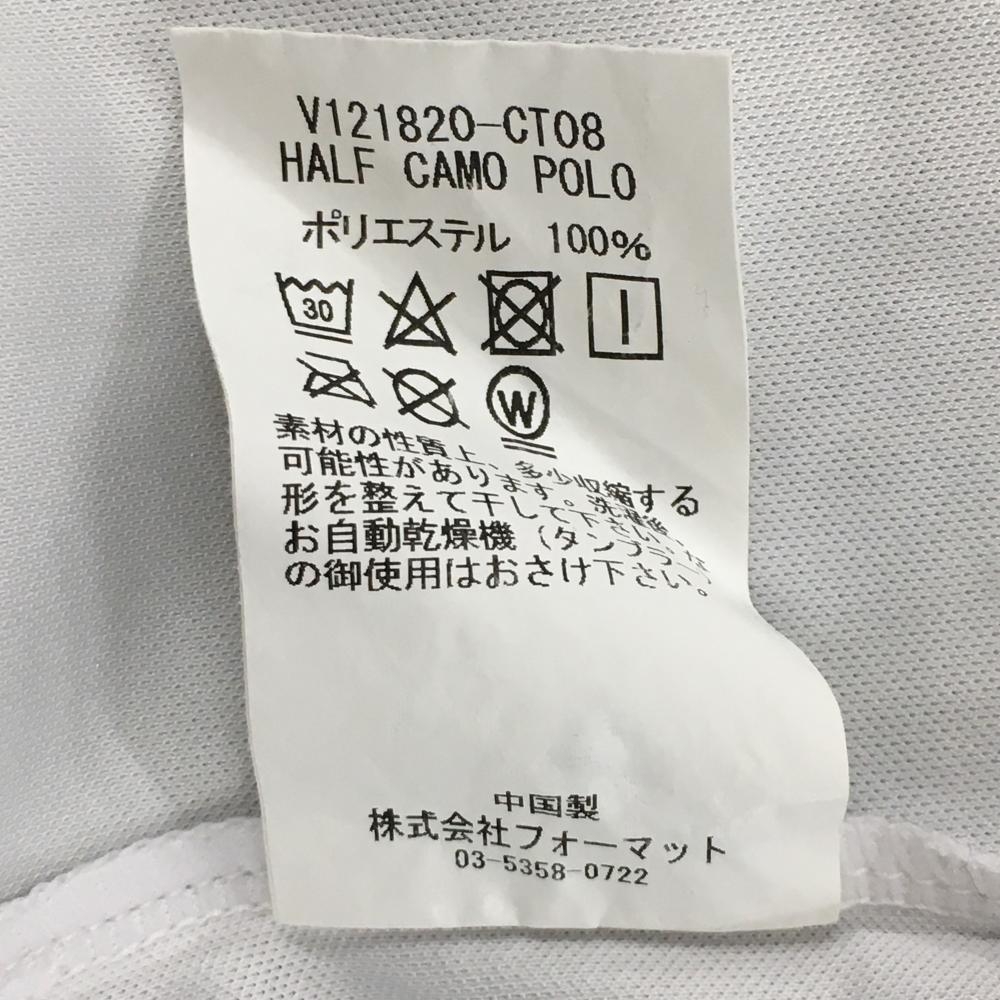 V121820-CT08
HALF CAMO POLO
ポリエステル 100%
30
W
素材の性質上、多少収縮する
可能性があります。洗濯後、
形を整えて干して下さい。な
お自動乾燥機（タンブラー）
の御使用はおさけ下さい。
中国製
株式会社フォーマット
03-5358-0722